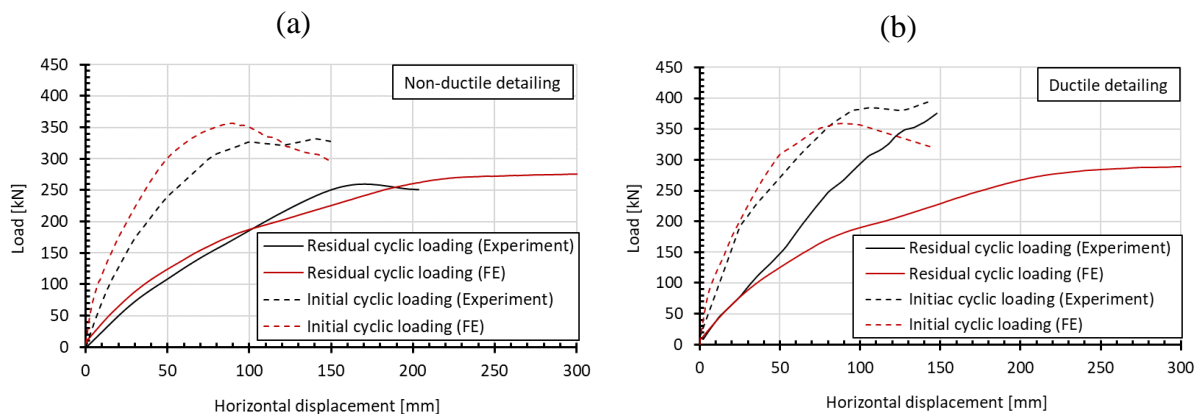 (a)
450
400
350
300
250
200
150
100
50
0
Load [kN]
Non-ductile detailing
Residual cyclic loading (Experiment)
Residual cyclic loading (FE)
Initial cyclic loading (Experiment)
Initial cyclic loading (FE)
0 50 100 150 200 250 300
Horizontal displacement [mm]
(b)
450
400
350
300
250
200
150
100
50
0
Load [kN]
Ductile detailing
Residual cyclic loading (Experiment)
Residual cyclic loading (FE)
Initiac cyclic loading (Experiment)
Initial cyclic loading (FE)
0 50 100 150 200 250 300
Horizontal displacement [mm]